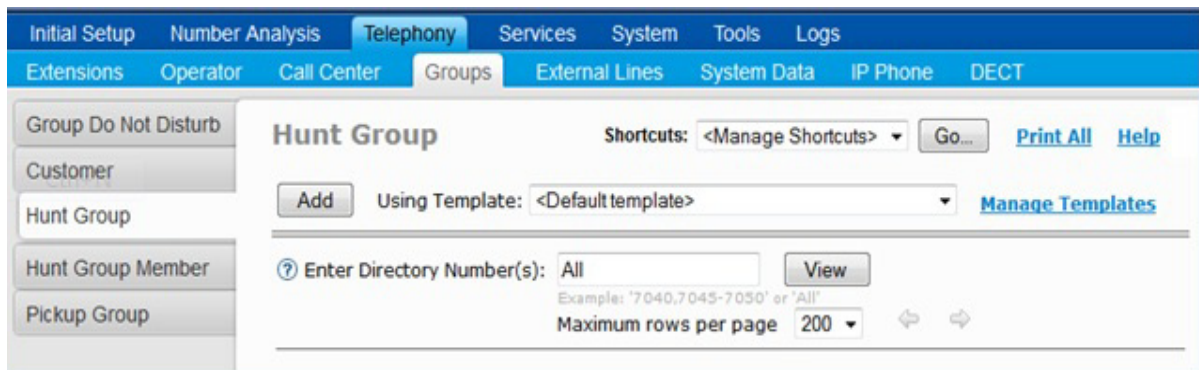 Initial Setup Number Analysis Telephony Services System Tools Logs
Extensions Operator Call Center Groups External Lines System Data IP Phone DECT
Group Do Not Disturb
Customer
Hunt Group
Hunt Group Member
Pickup Group
Hunt Group Shortcuts: <Manage Shortcuts> Go... Print All Help
Add Using Template: <Default template> Manage Templates
? Enter Directory Number(s): All View
Example: '7040,7045-7050' or 'All'
Maximum rows per page 200